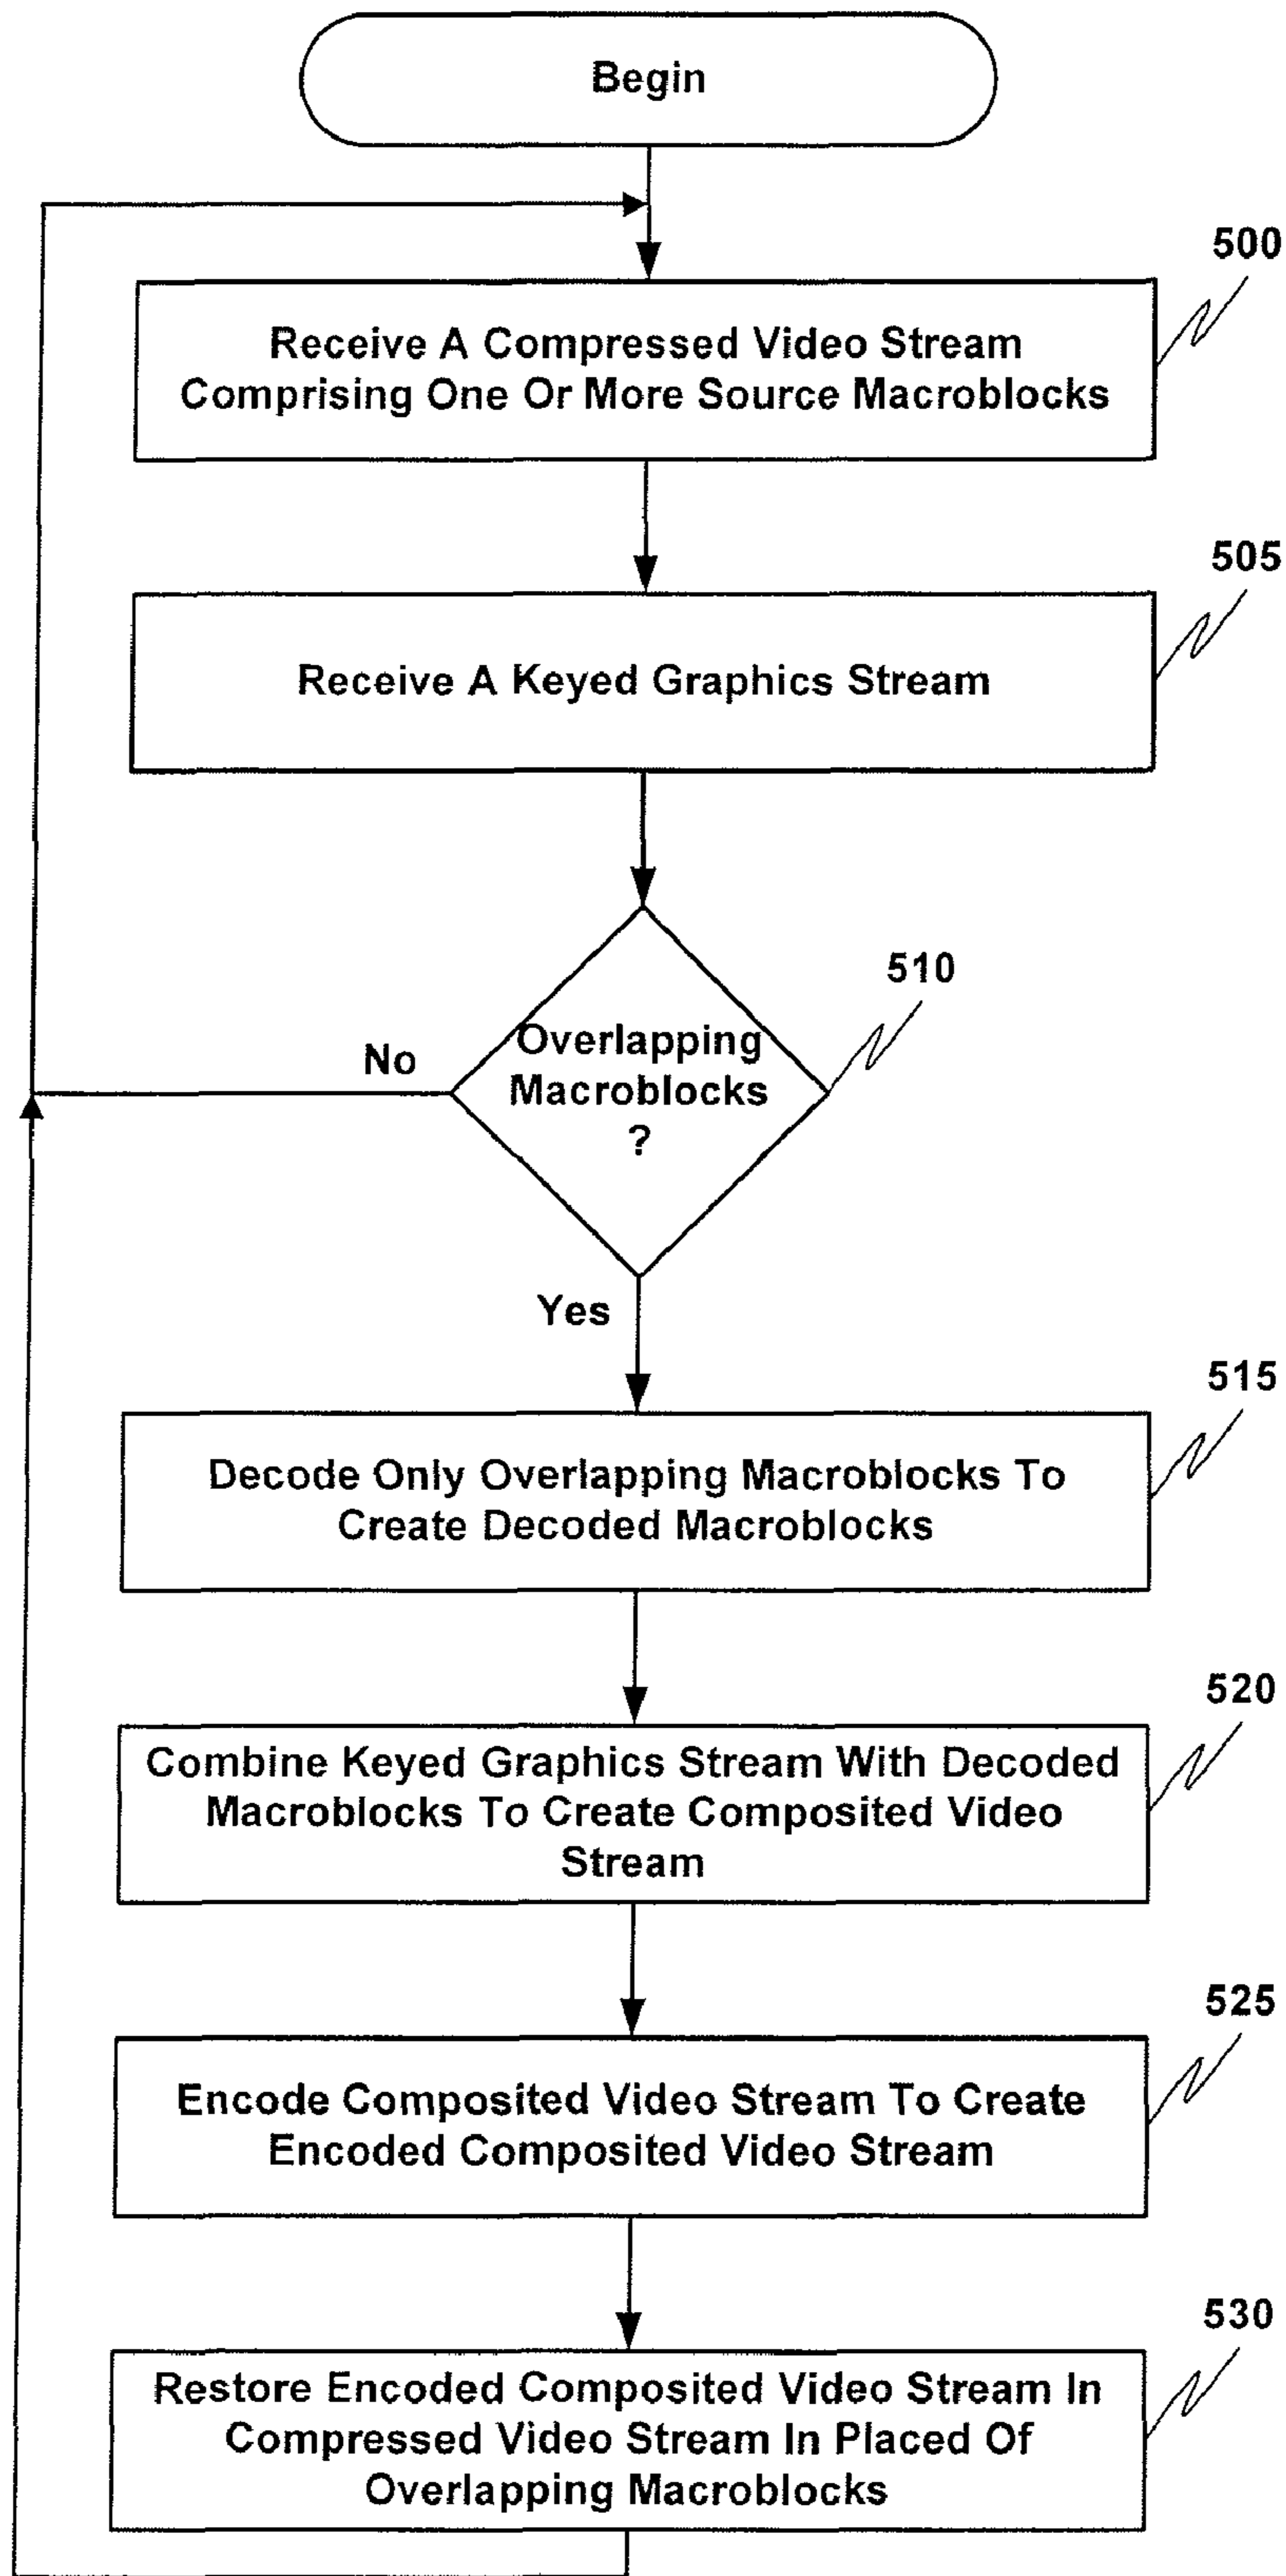 Begin
500
Receive A Compressed Video Stream
Comprising One Or More Source Macroblocks
505
Receive A Keyed Graphics Stream
510
Overlapping
Macroblocks
?
No
Yes
515
Decode Only Overlapping Macroblocks To
Create Decoded Macroblocks
520
Combine Keyed Graphics Stream With Decoded
Macroblocks To Create Composited Video
Stream
525
Encode Composited Video Stream To Create
Encoded Composited Video Stream
530
Restore Encoded Composited Video Stream In
Compressed Video Stream In Placed Of
Overlapping Macroblocks